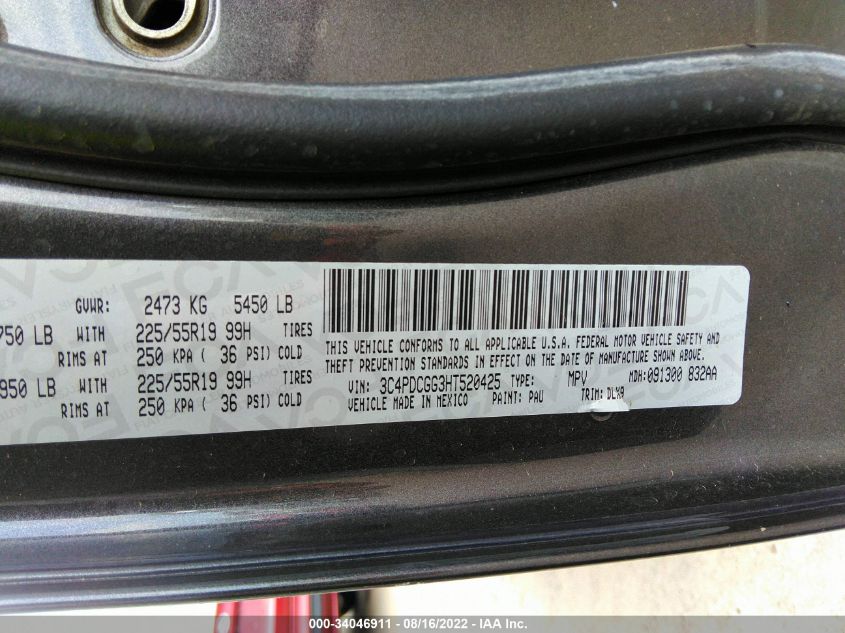 GVWR: 2473 KG 5450 LB
750 LB WITH 225/55R19 99H TIRES
RIMS AT 250 KPA ( 36 PSI) COLD
950 LB WITH 225/55R19 99H TIRES
RIMS AT 250 KPA ( 36 PSI) COLD
THIS VEHICLE CONFORMS TO ALL APPLICABLE U.S.A. FEDERAL MOTOR VEHICLE SAFETY AND
THEFT PREVENTION STANDARDS IN EFFECT ON THE DATE OF MANUFACTURE SHOWN ABOVE.
VIN: 3C4PDCGG3HT520425 TYPE: MPV MDH:091300 832AA
VEHICLE MADE IN MEXICO PAINT: PAU TRIM: DLX9
000-34046911 - 08/16/2022 - IAA Inc.